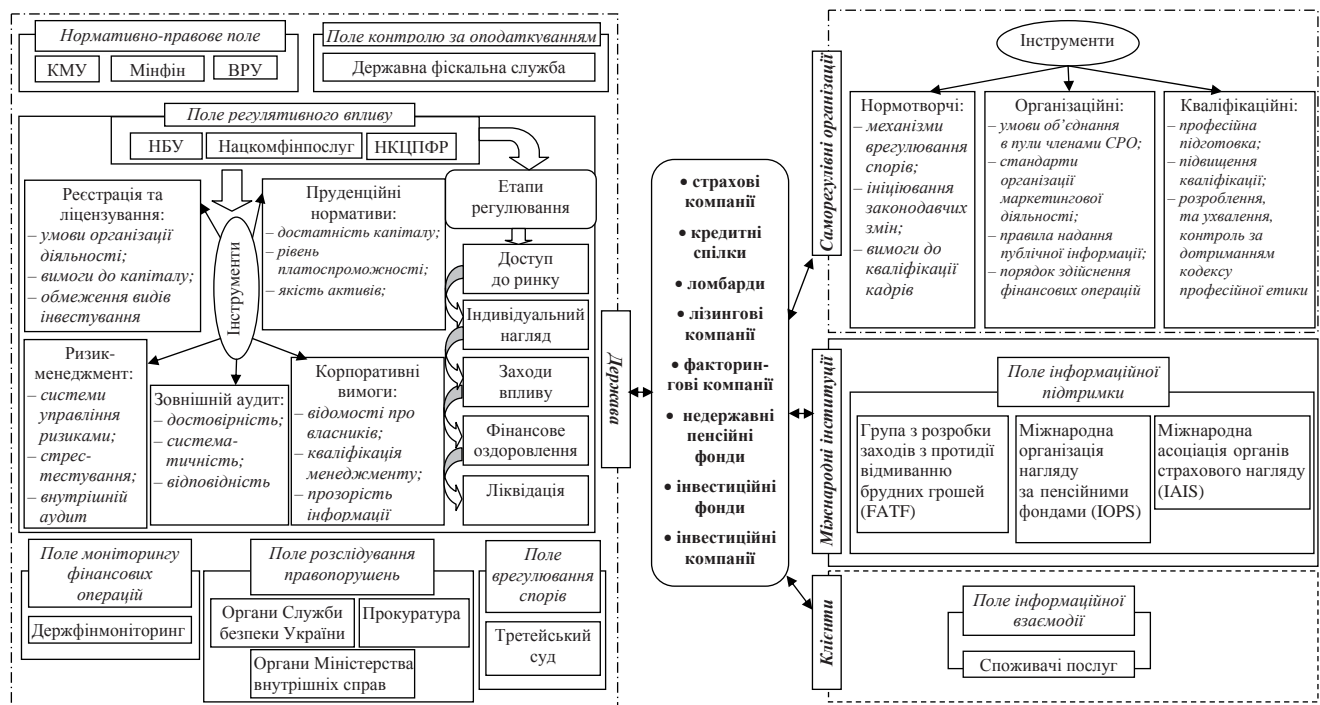 Нормативно-правове поле
КМУ
Мінфін
ВРУ
Поле контролю за оподаткуванням
Державна фіскальна служба
Поле регулятивного впливу
НБУ
Нацкомфінпослуг
НКЦПФР
Реєстрація та
ліцензування:
– умови організації
діяльності;
– вимоги до капіталу;
– обмеження видів
інвестування
Інструменти
Пруденційні
нормативи:
– достатність капіталу;
– рівень
платоспроможності;
– якість активів;
Етапи
регулювання
Доступ
до ринку
Індивідуальний
нагляд
Заходи
впливу
Фінансове
оздоровлення
Ліквідація
Ризик-
менеджмент:
– системи
управління
ризиками;
– стрес-
тестування;
– внутрішній
аудит
Зовнішній аудит:
– достовірність;
– система-
тичність;
– відповідність
Корпоративні
вимоги:
– відомості про
власників;
– кваліфікація
менеджменту;
– прозорість
інформації
Поле моніторингу
фінансових
операцій
Держфінмоніторинг
Поле розслідування
правопорушень
Органи Служби
безпеки України
Прокуратура
Органи Міністерства
внутрішніх справ
Поле
врегулювання
спорів
Третейський
суд
Держава
• страхові
компанії
• кредитні
спілки
• ломбарди
• лізингові
компанії
• факторин-
гові компанії
• недержавні
пенсійні
фонди
• інвестиційні
фонди
• інвестиційні
компанії
Саморегулівні організації
Інструменти
Нормотворчі:
– механізми
врегулювання
спорів;
– ініціювання
законодавчих
змін;
– вимоги до
кваліфікації
кадрів
Організаційні:
– умови об’єднання
в пули членами СРО;
– стандарти
організації
маркетингової
діяльності;
– правила надання
публічної інформації;
– порядок здійснення
фінансових операцій
Кваліфікаційні:
– професійна
підготовка;
– підвищення
кваліфікації;
– розроблення,
та ухвалення,
контроль за
дотриманням
кодексу
професійної етики
Міжнародні інституції
Поле інформаційної
підтримки
Група з розробки
заходів з протидії
відмиванню
брудних грошей
(FATF)
Міжнародна
організація
нагляду
за пенсійними
фондами (IOPS)
Міжнародна
асоціація органів
страхового нагляду
(IAIS)
Клієнти
Поле інформаційної
взаємодії
Споживачі послуг